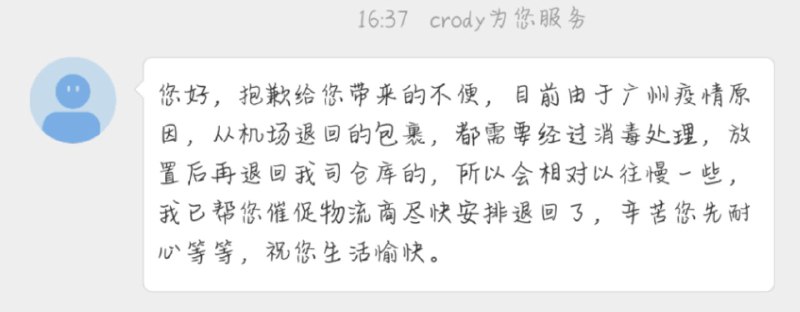 16:37 crody为您服务
您好，抱歉给您带来的不便，目前由于广州疫情原
因，从机场退回的包裹，都需要经过消毒处理，放
置后再退回我司仓库的，所以会相对以往慢一些，
我已帮您催促物流商尽快安排退回了，辛苦您先耐
心等等，祝您生活愉快。